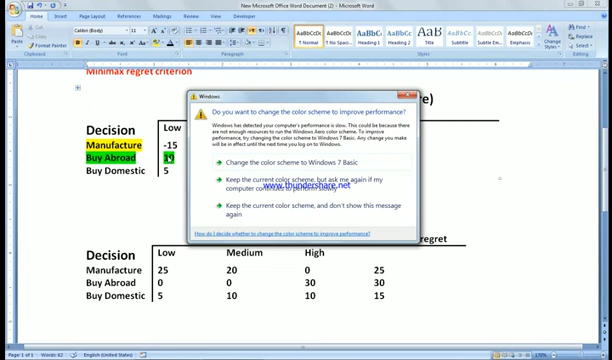 New Microsoft Office Word Document (2) - Microsoft Word
Home Insert Page Layout References Mailings Review View Developer
Paste
Calibri (Body) 11
AaBbCcDc AaBbCcDc AaBbCc AaBbCc AaB AaBbCcL AaBbCcDc
¶ Normal ¶ No Spaci... Heading 1 Heading 2 Title Subtitle Emphasis
Change Styles
Find
Replace
Select
Clipboard Font Paragraph Styles Editing
Minimax regret criterion
Decision Low
Manufacture -15
Buy Abroad 10
Buy Domestic 5
Windows
Do you want to change the color scheme to improve performance?
Windows has detected your computer's performance is slow. This could be because there are not enough resources to run the Windows Aero color scheme. To improve performance, try changing the color scheme to Windows 7 Basic. Any change you make will be in effect until the next time you log on to Windows.
Change the color scheme to Windows 7 Basic
Keep the current color scheme, but ask me again if my computer continues to perform slowly
www.thundershare.net
Keep the current color scheme, and don't show this message again
How do I decide whether to change the color scheme to improve performance?
regret
Decision Low Medium High
Manufacture 25 20 0 25
Buy Abroad 0 0 30 30
Buy Domestic 5 10 10 15
Page: 1 of 1 Words: 62 English (United States) 170%